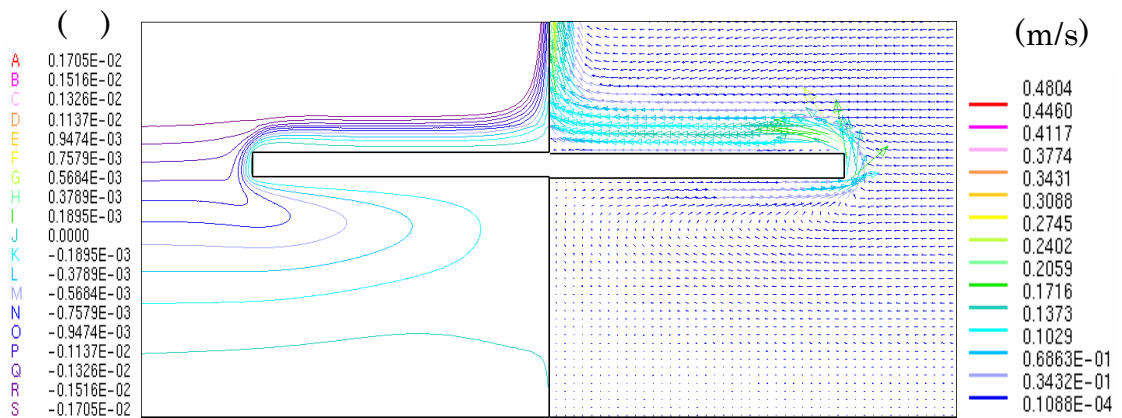 ( )
A 0.1705E-02
B 0.1516E-02
C 0.1326E-02
D 0.1137E-02
E 0.9474E-03
F 0.7579E-03
G 0.5684E-03
H 0.3789E-03
I 0.1895E-03
J 0.0000
K -0.1895E-03
L -0.3789E-03
M -0.5684E-03
N -0.7579E-03
O -0.9474E-03
P -0.1137E-02
Q -0.1326E-02
R -0.1516E-02
S -0.1705E-02
(m/s)
0.4804
0.4460
0.4117
0.3774
0.3431
0.3088
0.2745
0.2402
0.2059
0.1716
0.1373
0.1029
0.6863E-01
0.3432E-01
0.1088E-04